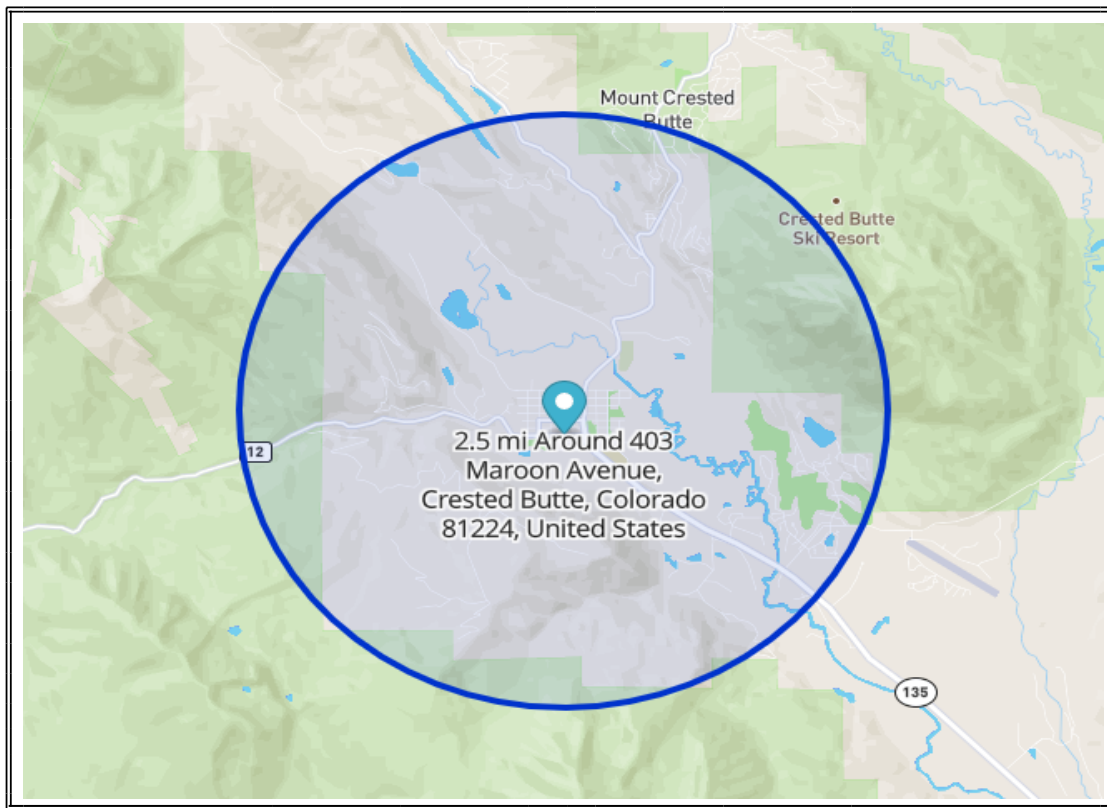 Mount Crested
Butte
Crested Butte
Ski Resort
12
2.5 mi Around 403
Maroon Avenue,
Crested Butte, Colorado
81224, United States
135